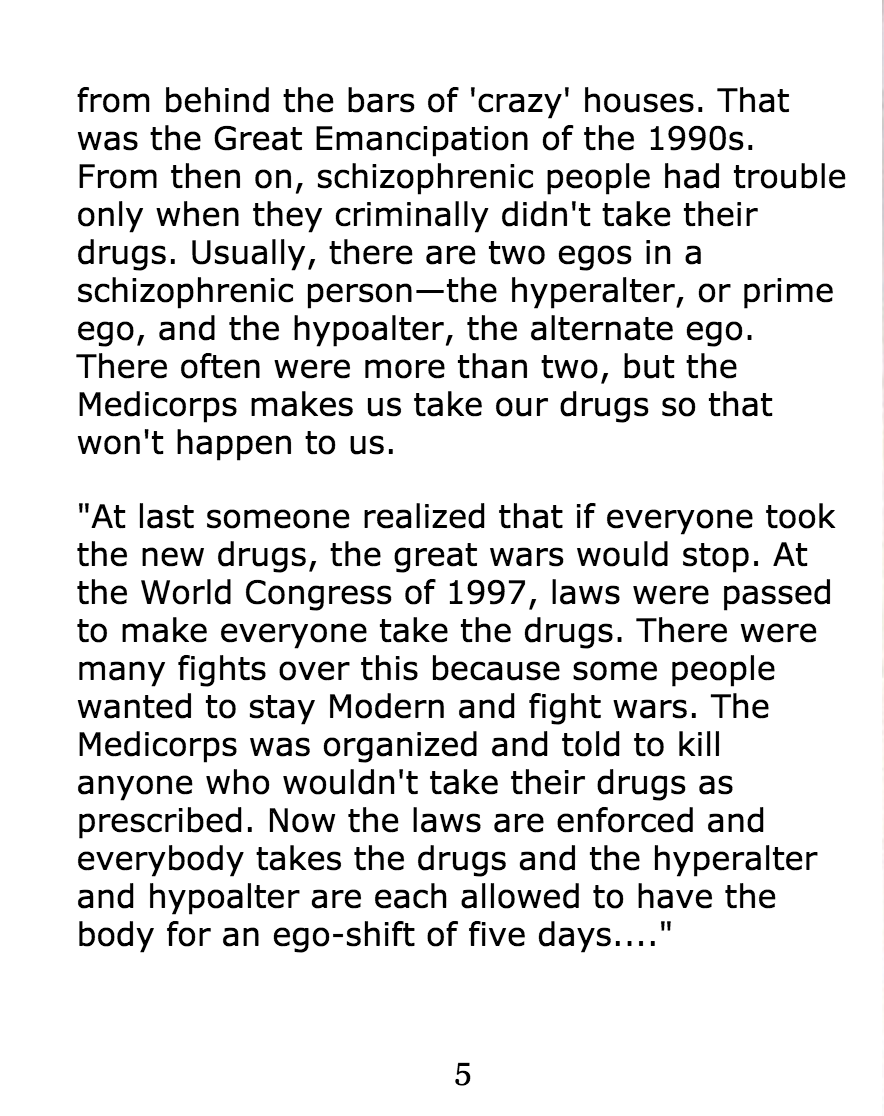 from behind the bars of 'crazy' houses. That
was the Great Emancipation of the 1990s.
From then on, schizophrenic people had trouble
only when they criminally didn't take their
drugs. Usually, there are two egos in a
schizophrenic person—the hyperalter, or prime
ego, and the hypoalter, the alternate ego.
There often were more than two, but the
Medicorps makes us take our drugs so that
won't happen to us.
"At last someone realized that if everyone took
the new drugs, the great wars would stop. At
the World Congress of 1997, laws were passed
to make everyone take the drugs. There were
many fights over this because some people
wanted to stay Modern and fight wars. The
Medicorps was organized and told to kill
anyone who wouldn't take their drugs as
prescribed. Now the laws are enforced and
everybody takes the drugs and the hyperalter
and hypoalter are each allowed to have the
body for an ego-shift of five days...."
5